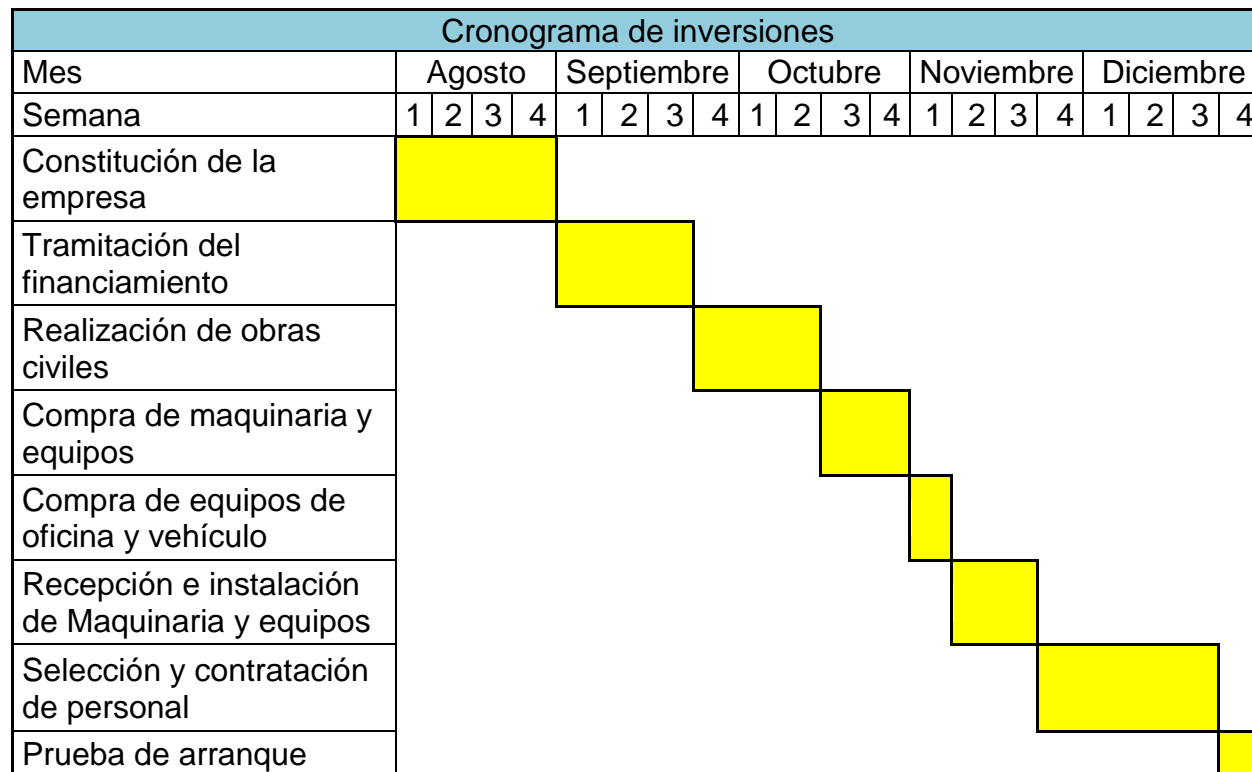 Cronograma de inversiones
Mes Agosto Septiembre Octubre Noviembre Diciembre
Semana 1 2 3 4 1 2 3 4 1 2 3 4 1 2 3 4 1 2 3 4
Constitución de la
empresa
Tramitación del
financiamiento
Realización de obras
civiles
Compra de maquinaria y
equipos
Compra de equipos de
oficina y vehículo
Recepción e instalación
de Maquinaria y equipos
Selección y contratación
de personal
Prueba de arranque